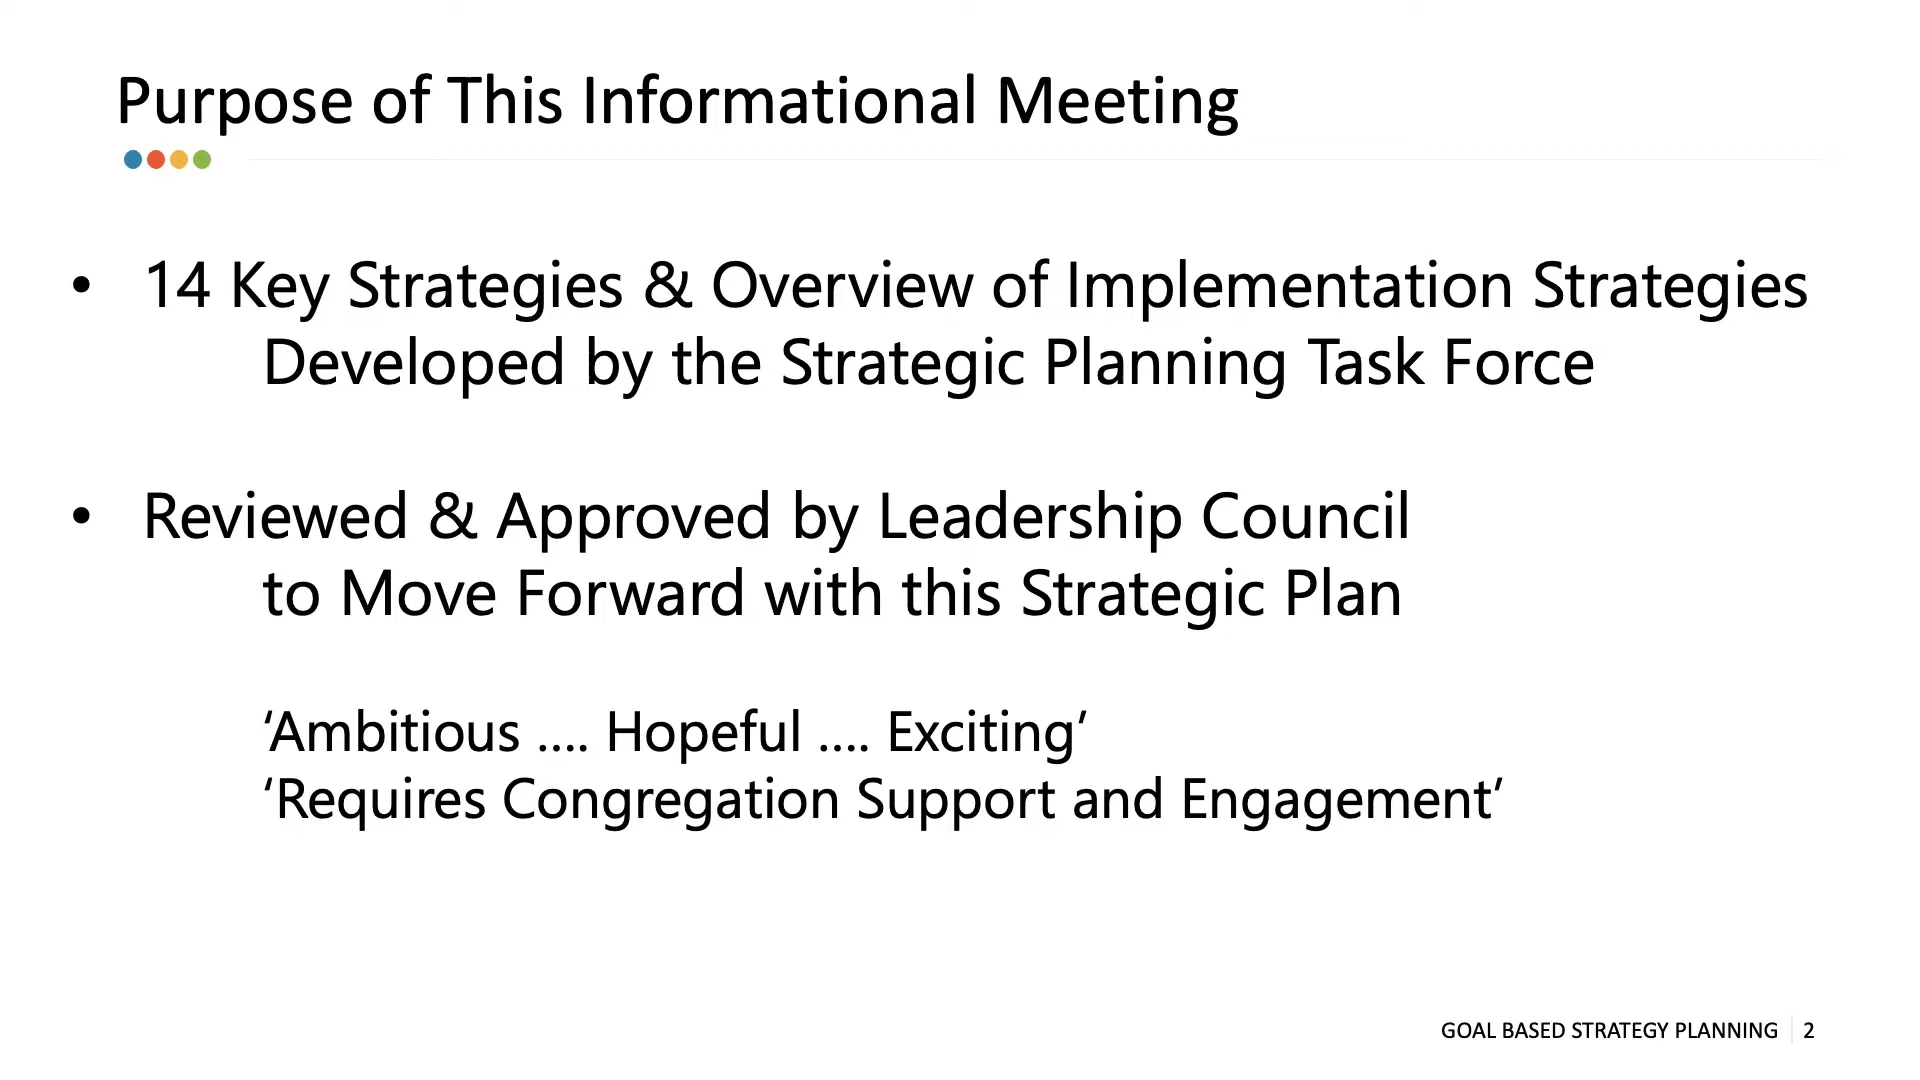 Purpose of This Informational Meeting
• 14 Key Strategies & Overview of Implementation Strategies
Developed by the Strategic Planning Task Force
• Reviewed & Approved by Leadership Council
to Move Forward with this Strategic Plan
‘Ambitious .... Hopeful .... Exciting’
‘Requires Congregation Support and Engagement’
GOAL BASED STRATEGY PLANNING 2